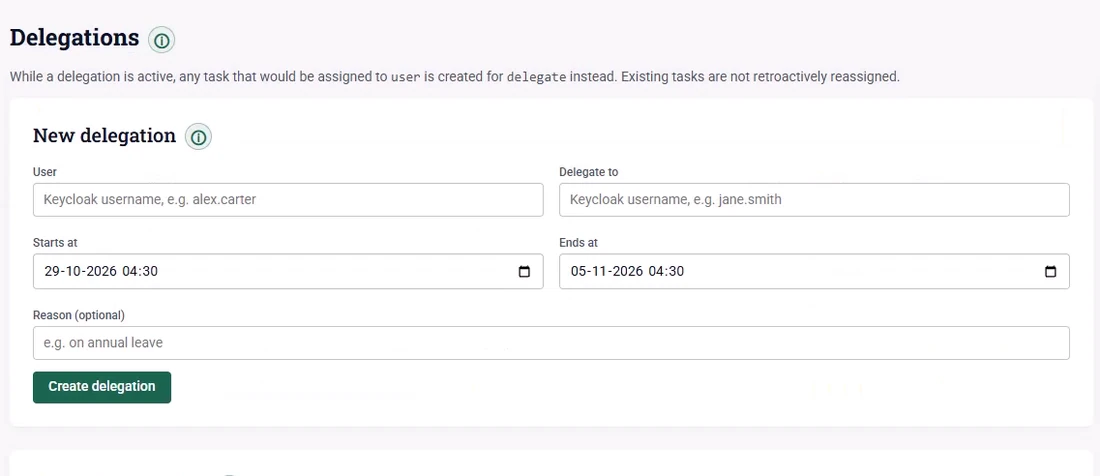 Delegations
While a delegation is active, any task that would be assigned to user is created for delegate instead. Existing tasks are not retroactively reassigned.
New delegation
User
Delegate to
Keycloak username, e.g. alex.carter
Keycloak username, e.g. jane.smith
Starts at
Ends at
29-10-2026 04:30
05-11-2026 04:30
Reason (optional)
e.g. on annual leave
Create delegation